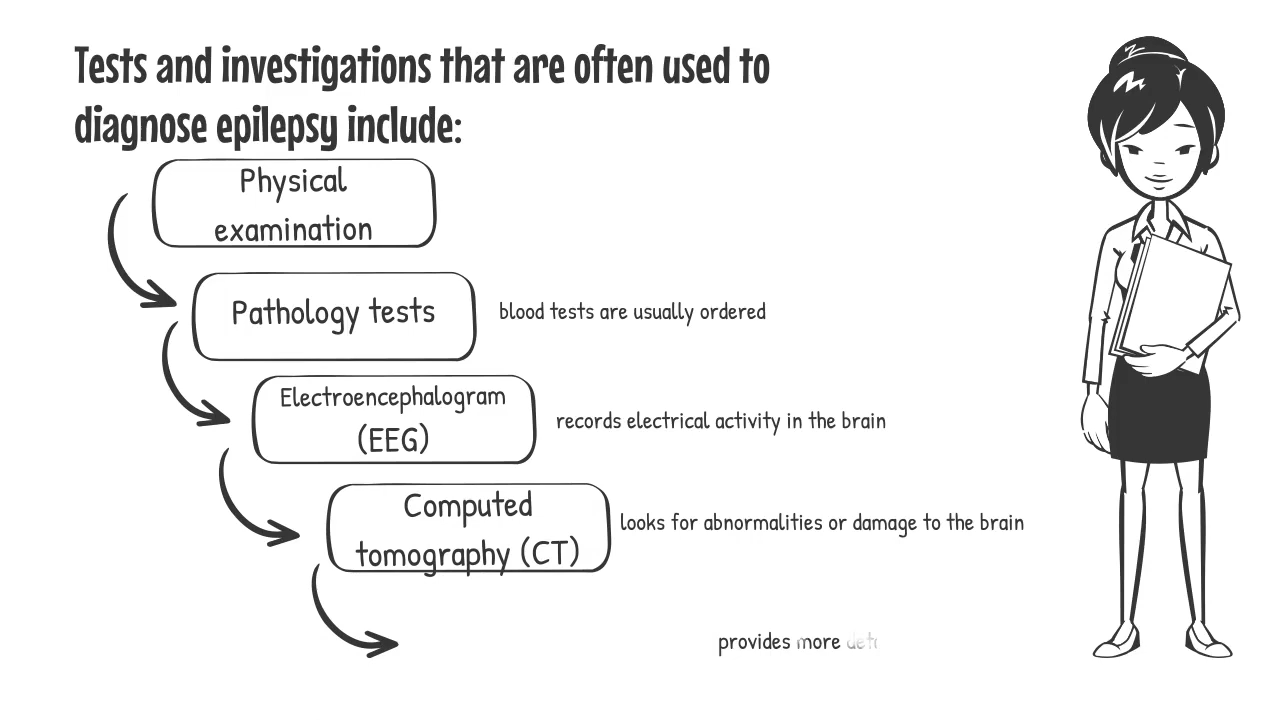 Tests and investigations that are often used to
diagnose epilepsy include:
Physical
examination
Pathology tests
blood tests are usually ordered
Electroencephalogram
(EEG)
records electrical activity in the brain
Computed
tomography (CT)
looks for abnormalities or damage to the brain
provides more